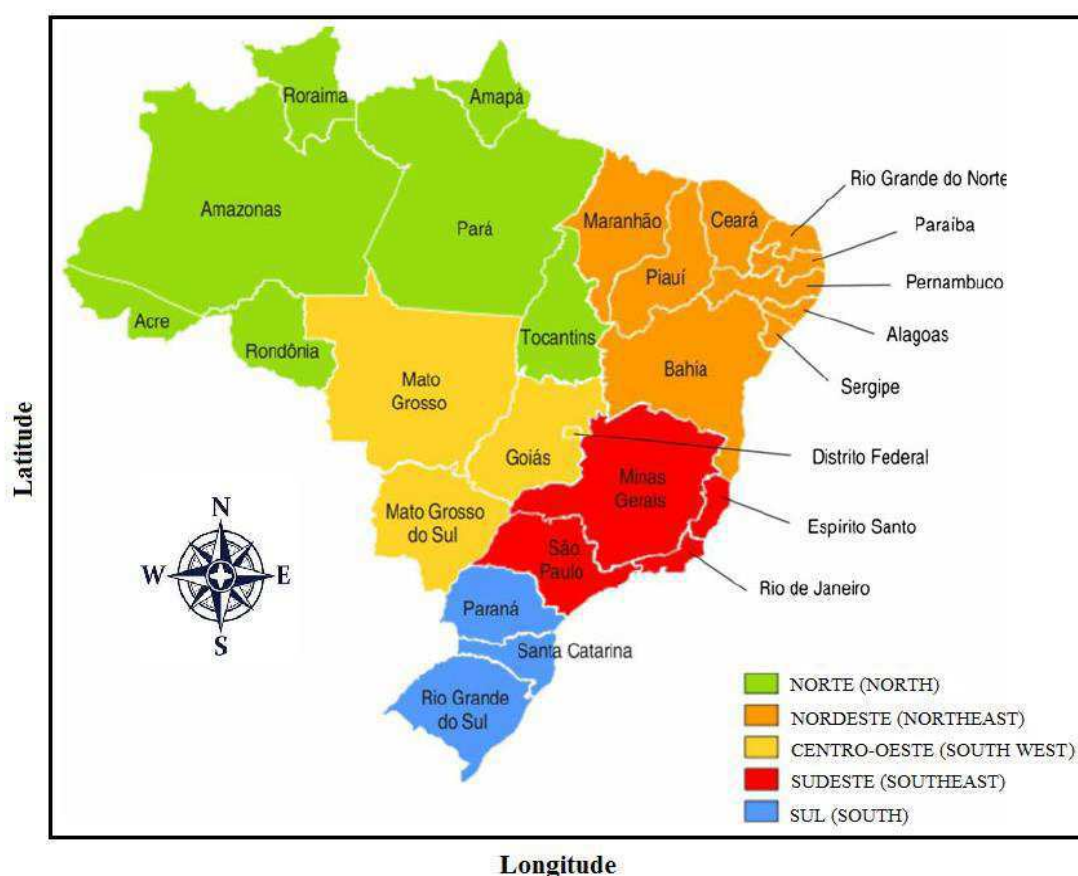 Roraima
Amapá
Amazonas
Pará
Maranhão
Ceará
Rio Grande do Norte
Paraíba
Piauí
Pernambuco
Acre
Rondônia
Tocantins
Alagoas
Bahia
Sergipe
Mato
Grosso
Goiás
Distrito Federal
Minas
Gerais
Mato Grosso
do Sul
Espírito Santo
São
Paulo
Rio de Janeiro
Paraná
Santa Catarina
Rio Grande
do Sul
N
W
E
S
NORTE (NORTH)
NORDESTE (NORTHEAST)
CENTRO-OESTE (SOUTH WEST)
SUDESTE (SOUTHEAST)
SUL (SOUTH)
Latitude
Longitude